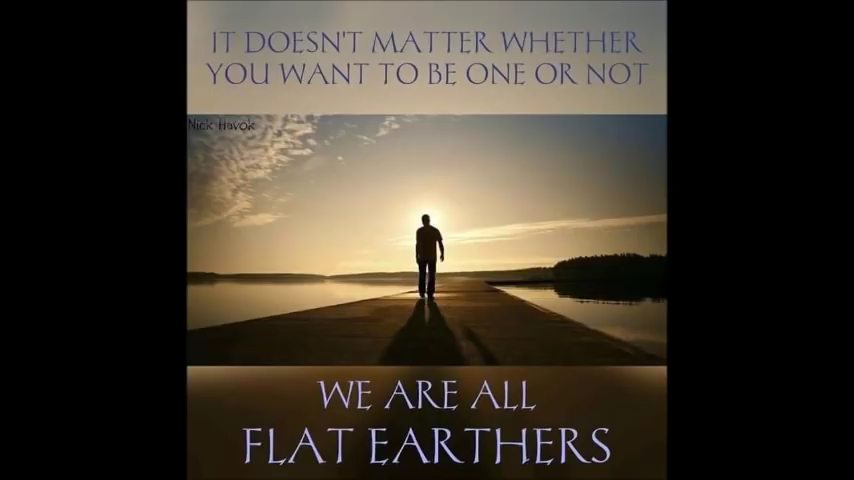 IT DOESN'T MATTER WHETHER
YOU WANT TO BE ONE OR NOT
Nick Havok
WE ARE ALL
FLAT EARTHERS